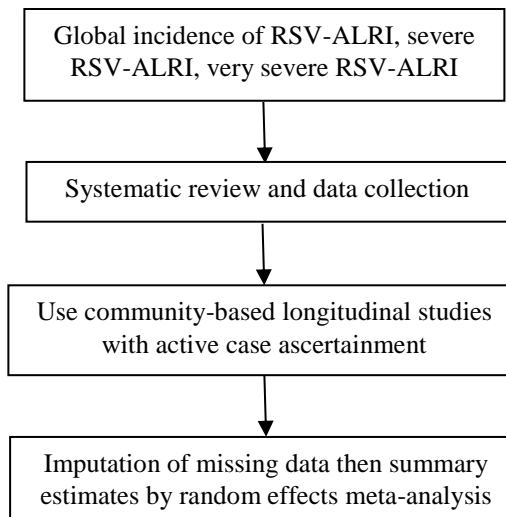 Global incidence of RSV-ALRI, severe
RSV-ALRI, very severe RSV-ALRI
Systematic review and data collection
Use community-based longitudinal studies
with active case ascertainment
Imputation of missing data then summary
estimates by random effects meta-analysis